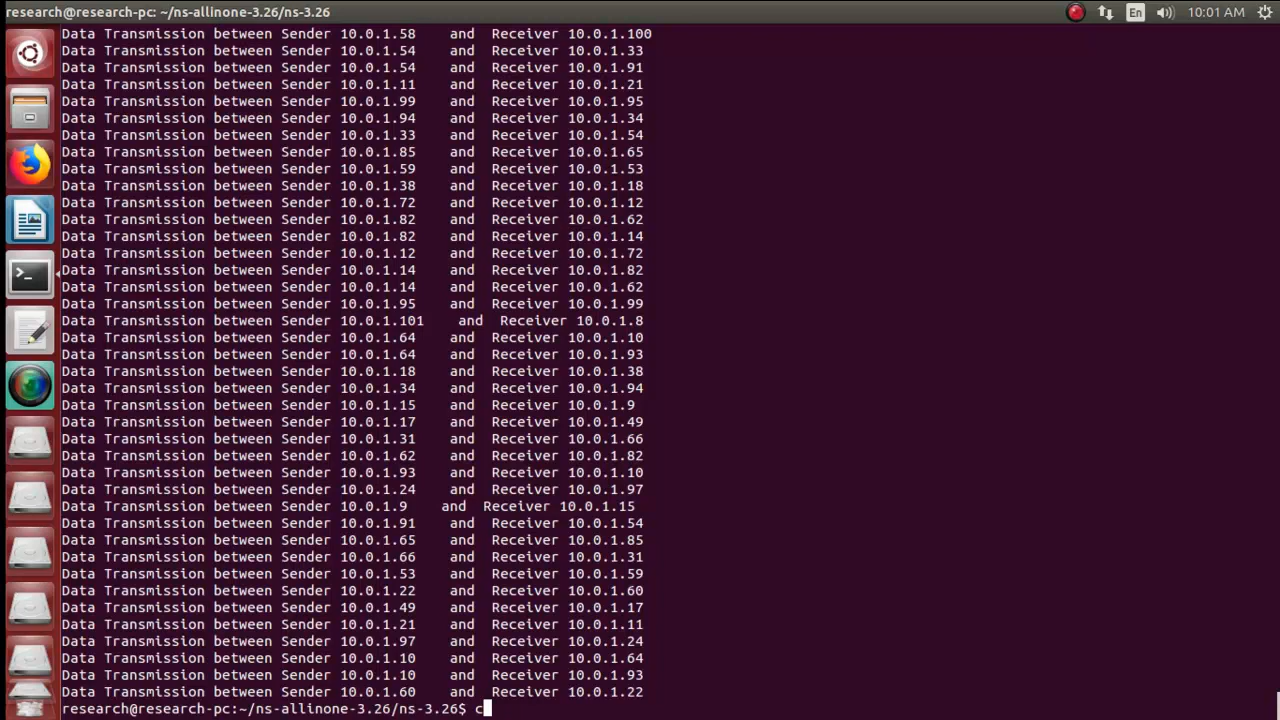 research@research-pc: ~/ns-allinone-3.26/ns-3.26
En
10:01 AM
Data Transmission between Sender 10.0.1.58    and  Receiver 10.0.1.100
Data Transmission between Sender 10.0.1.54    and  Receiver 10.0.1.33
Data Transmission between Sender 10.0.1.54    and  Receiver 10.0.1.91
Data Transmission between Sender 10.0.1.11    and  Receiver 10.0.1.21
Data Transmission between Sender 10.0.1.99    and  Receiver 10.0.1.95
Data Transmission between Sender 10.0.1.94    and  Receiver 10.0.1.34
Data Transmission between Sender 10.0.1.33    and  Receiver 10.0.1.54
Data Transmission between Sender 10.0.1.85    and  Receiver 10.0.1.65
Data Transmission between Sender 10.0.1.59    and  Receiver 10.0.1.53
Data Transmission between Sender 10.0.1.38    and  Receiver 10.0.1.18
Data Transmission between Sender 10.0.1.72    and  Receiver 10.0.1.12
Data Transmission between Sender 10.0.1.82    and  Receiver 10.0.1.62
Data Transmission between Sender 10.0.1.82    and  Receiver 10.0.1.14
Data Transmission between Sender 10.0.1.12    and  Receiver 10.0.1.72
Data Transmission between Sender 10.0.1.14    and  Receiver 10.0.1.82
Data Transmission between Sender 10.0.1.14    and  Receiver 10.0.1.62
Data Transmission between Sender 10.0.1.95    and  Receiver 10.0.1.99
Data Transmission between Sender 10.0.1.101    and  Receiver 10.0.1.8
Data Transmission between Sender 10.0.1.64    and  Receiver 10.0.1.10
Data Transmission between Sender 10.0.1.64    and  Receiver 10.0.1.93
Data Transmission between Sender 10.0.1.18    and  Receiver 10.0.1.38
Data Transmission between Sender 10.0.1.34    and  Receiver 10.0.1.94
Data Transmission between Sender 10.0.1.15    and  Receiver 10.0.1.9
Data Transmission between Sender 10.0.1.17    and  Receiver 10.0.1.49
Data Transmission between Sender 10.0.1.31    and  Receiver 10.0.1.66
Data Transmission between Sender 10.0.1.62    and  Receiver 10.0.1.82
Data Transmission between Sender 10.0.1.93    and  Receiver 10.0.1.10
Data Transmission between Sender 10.0.1.24    and  Receiver 10.0.1.97
Data Transmission between Sender 10.0.1.9    and  Receiver 10.0.1.15
Data Transmission between Sender 10.0.1.91    and  Receiver 10.0.1.54
Data Transmission between Sender 10.0.1.65    and  Receiver 10.0.1.85
Data Transmission between Sender 10.0.1.66    and  Receiver 10.0.1.31
Data Transmission between Sender 10.0.1.53    and  Receiver 10.0.1.59
Data Transmission between Sender 10.0.1.22    and  Receiver 10.0.1.60
Data Transmission between Sender 10.0.1.49    and  Receiver 10.0.1.17
Data Transmission between Sender 10.0.1.21    and  Receiver 10.0.1.11
Data Transmission between Sender 10.0.1.97    and  Receiver 10.0.1.24
Data Transmission between Sender 10.0.1.10    and  Receiver 10.0.1.64
Data Transmission between Sender 10.0.1.10    and  Receiver 10.0.1.93
Data Transmission between Sender 10.0.1.60    and  Receiver 10.0.1.22
research@research-pc:~/ns-allinone-3.26/ns-3.26$ c